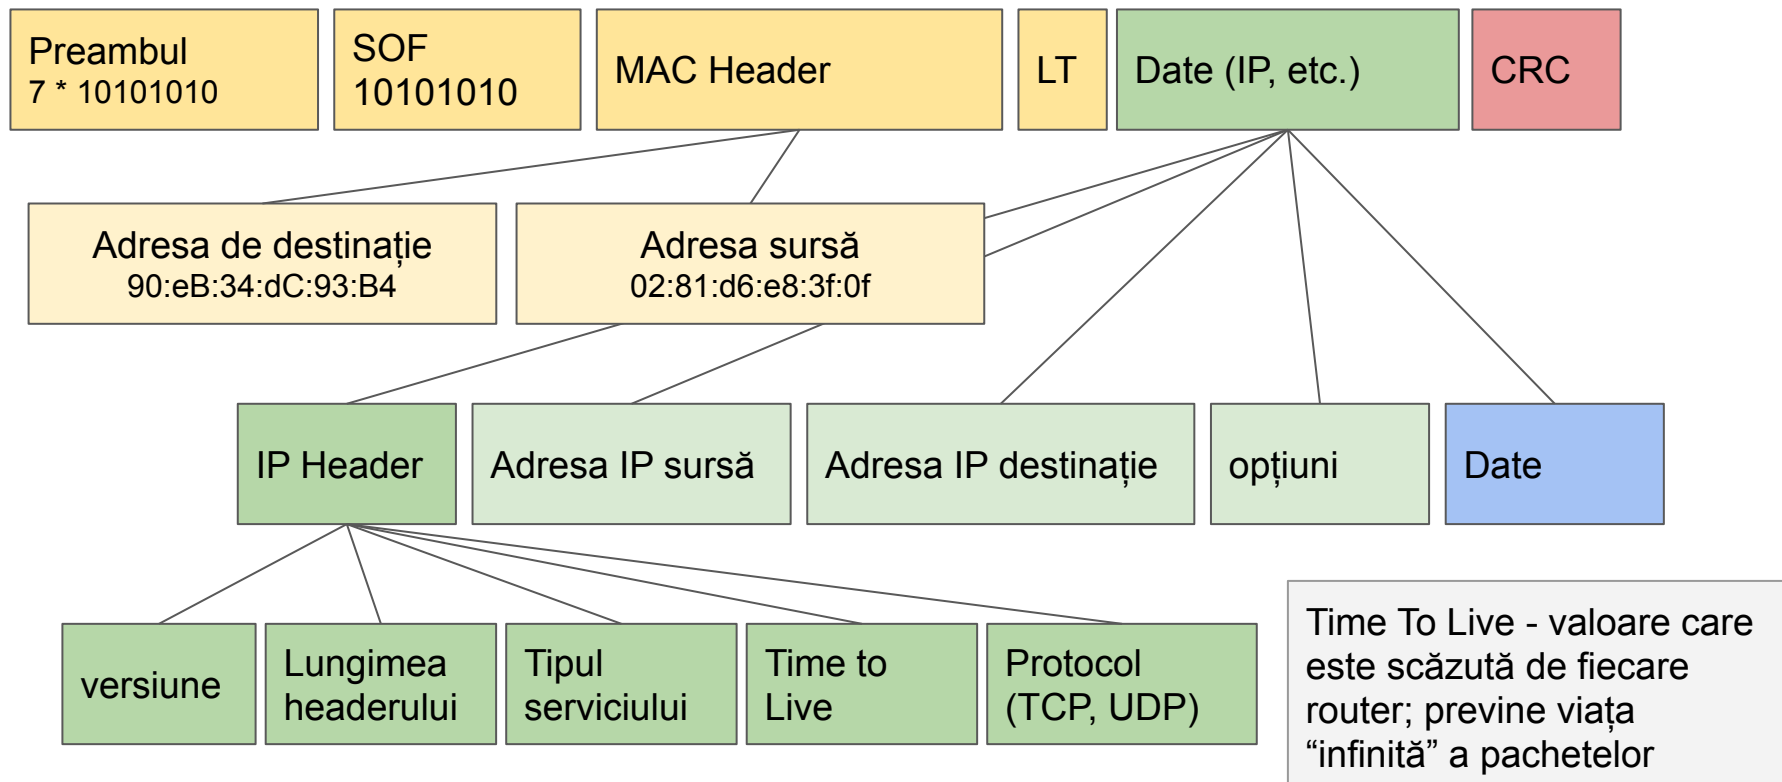 Preambul
7 * 10101010
SOF
10101010
MAC Header
LT
Date (IP, etc.)
CRC
Adresa de destinație
90:eB:34:dC:93:B4
Adresa sursă
02:81:d6:e8:3f:0f
IP Header
Adresa IP sursă
Adresa IP destinație
opțiuni
Date
versiune
Lungimea
headerului
Tipul
serviciului
Time to
Live
Protocol
(TCP, UDP)
Time To Live - valoare care
este scăzută de fiecare
router; previne viața
“infinită” a pachetelor